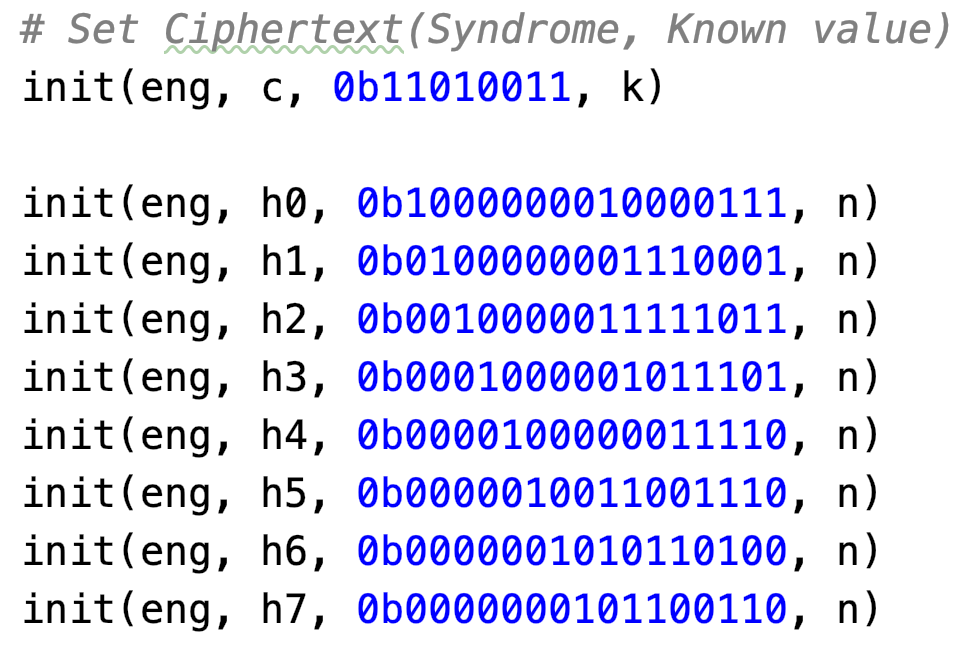 # Set Ciphertext(Syndrome, Known value)
init(eng, c, 0b11010011, k)
init(eng, h0, 0b1000000010000111, n)
init(eng, h1, 0b0100000001110001, n)
init(eng, h2, 0b0010000011111011, n)
init(eng, h3, 0b0001000001011101, n)
init(eng, h4, 0b0000100000011110, n)
init(eng, h5, 0b0000010011001110, n)
init(eng, h6, 0b0000001010110100, n)
init(eng, h7, 0b0000000101100110, n)